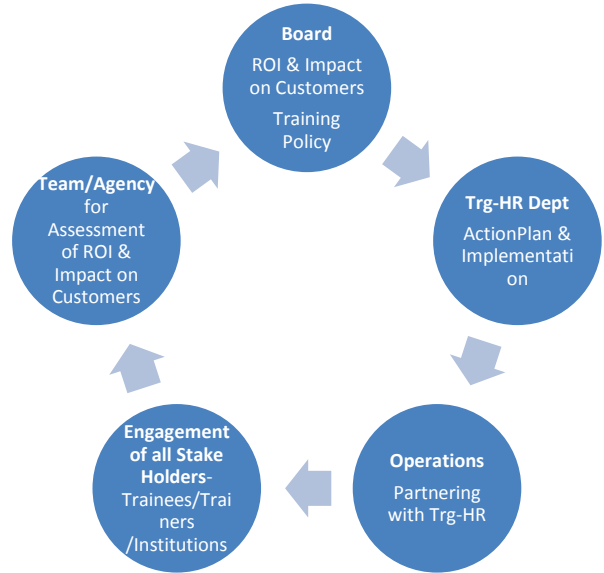 Board
ROI & Impact
on Customers
Training
Policy
Trg-HR Dept
ActionPlan &
Implementati
on
Operations
Partnering
with Trg-HR
Engagement
of all Stake
Holders-
Trainees/Trai
ners
/Institutions
Team/Agency
for
Assessment
of ROI &
Impact on
Customers